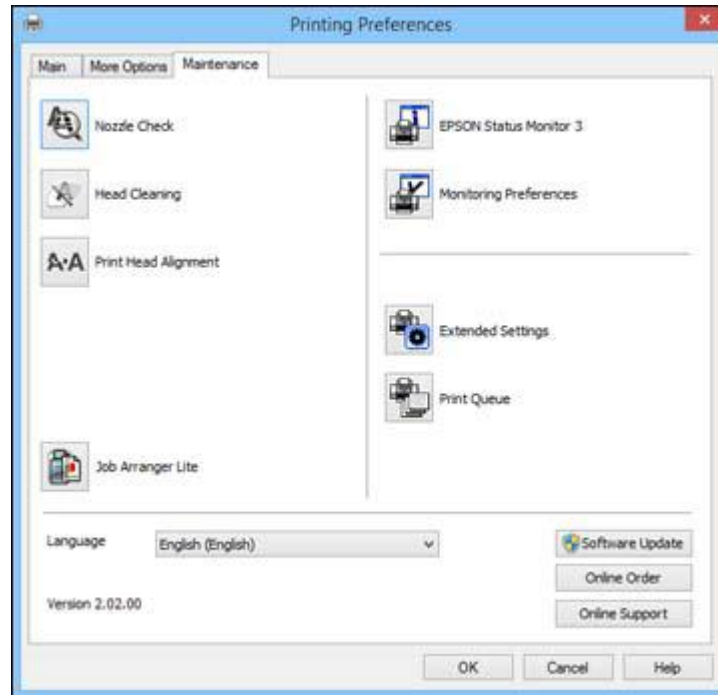 Printing Preferences
Main
More Options
Maintenance
Nozzle Check
Head Cleaning
A·A Print Head Alignment
Job Arranger Lite
EPSON Status Monitor 3
Monitoring Preferences
Extended Settings
Print Queue
Language
English (English)
Software Update
Online Order
Version 2.02.00
Online Support
OK
Cancel
Help